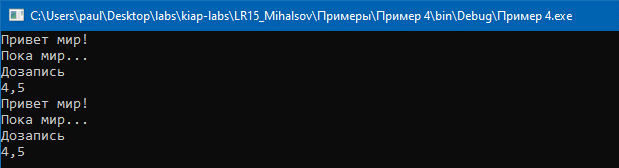 C:\Users\paul\Desktop\labs\kiap-labs\LR15_Mihalsov\Примеры\Пример 4\bin\Debug\Пример 4.exe
Привет мир!
Пока мир...
Дозапись
4,5
Привет мир!
Пока мир...
Дозапись
4,5